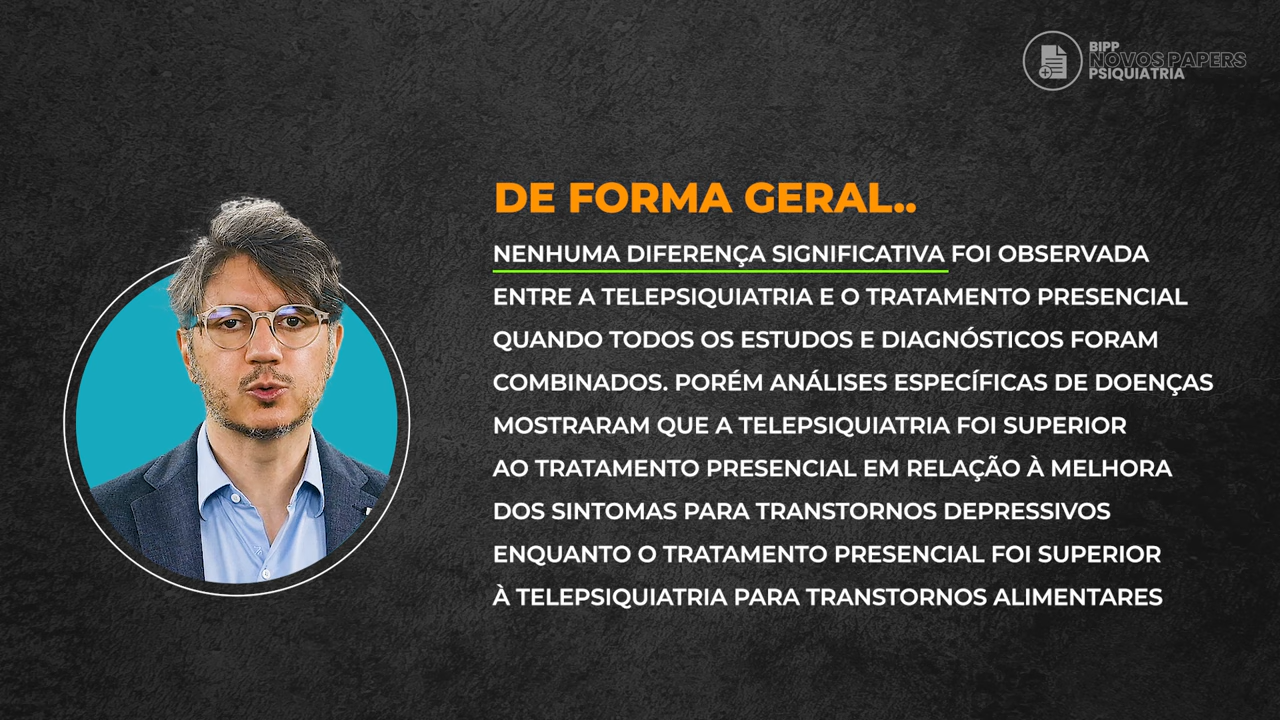 BIPP
NOVOS PAPERS
PSIQUIATRIA
DE FORMA GERAL..
NENHUMA DIFERENÇA SIGNIFICATIVA FOI OBSERVADA
ENTRE A TELEPSIQUIATRIA E O TRATAMENTO PRESENCIAL
QUANDO TODOS OS ESTUDOS E DIAGNÓSTICOS FORAM
COMBINADOS. PORÉM ANÁLISES ESPECÍFICAS DE DOENÇAS
MOSTRARAM QUE A TELEPSIQUIATRIA FOI SUPERIOR
AO TRATAMENTO PRESENCIAL EM RELAÇÃO À MELHORA
DOS SINTOMAS PARA TRANSTORNOS DEPRESSIVOS
ENQUANTO O TRATAMENTO PRESENCIAL FOI SUPERIOR
À TELEPSIQUIATRIA PARA TRANSTORNOS ALIMENTARES